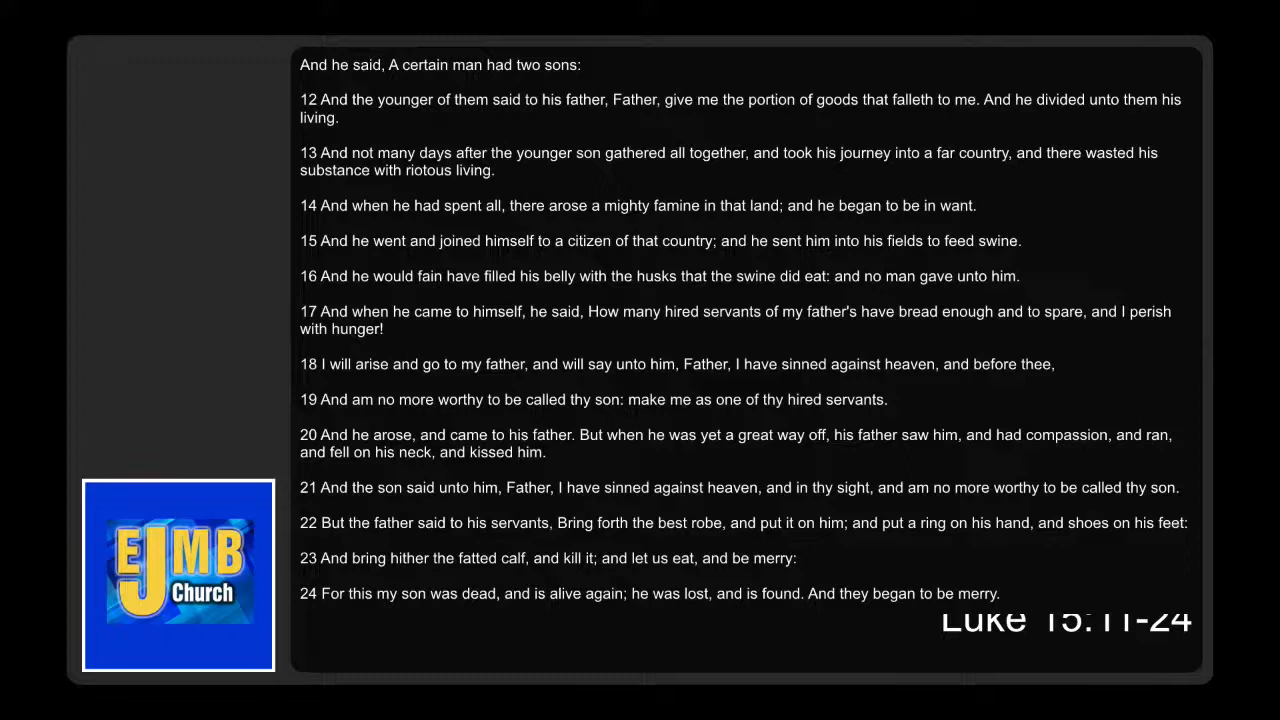 And he said, A certain man had two sons:
12 And the younger of them said to his father, Father, give me the portion of goods that falleth to me. And he divided unto them his
living.
13 And not many days after the younger son gathered all together, and took his journey into a far country, and there wasted his
substance with riotous living.
14 And when he had spent all, there arose a mighty famine in that land; and he began to be in want.
15 And he went and joined himself to a citizen of that country; and he sent him into his fields to feed swine.
16 And he would fain have filled his belly with the husks that the swine did eat: and no man gave unto him.
17 And when he came to himself, he said, How many hired servants of my father's have bread enough and to spare, and I perish
with hunger!
18 I will arise and go to my father, and will say unto him, Father, I have sinned against heaven, and before thee,
19 And am no more worthy to be called thy son: make me as one of thy hired servants.
20 And he arose, and came to his father. But when he was yet a great way off, his father saw him, and had compassion, and ran,
and fell on his neck, and kissed him.
21 And the son said unto him, Father, I have sinned against heaven, and in thy sight, and am no more worthy to be called thy son.
22 But the father said to his servants, Bring forth the best robe, and put it on him; and put a ring on his hand, and shoes on his feet:
23 And bring hither the fatted calf, and kill it; and let us eat, and be merry:
24 For this my son was dead, and is alive again; he was lost, and is found. And they began to be merry.
Luke 15:11-24
EJMB
Church